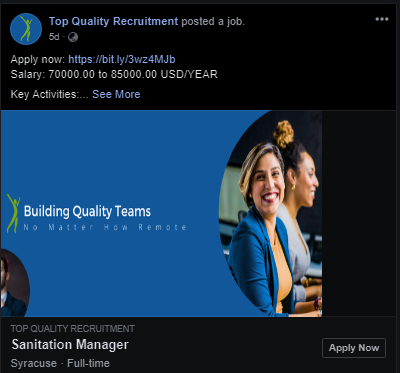 Top Quality Recruitment posted a job.
5d ·
Apply now: https://bit.ly/3wz4MJb
Salary: 70000.00 to 85000.00 USD/YEAR
Key Activities:... See More
Building Quality Teams
No Matter How Remote
TOP QUALITY RECRUITMENT
Sanitation Manager
Apply Now
Syracuse · Full-time